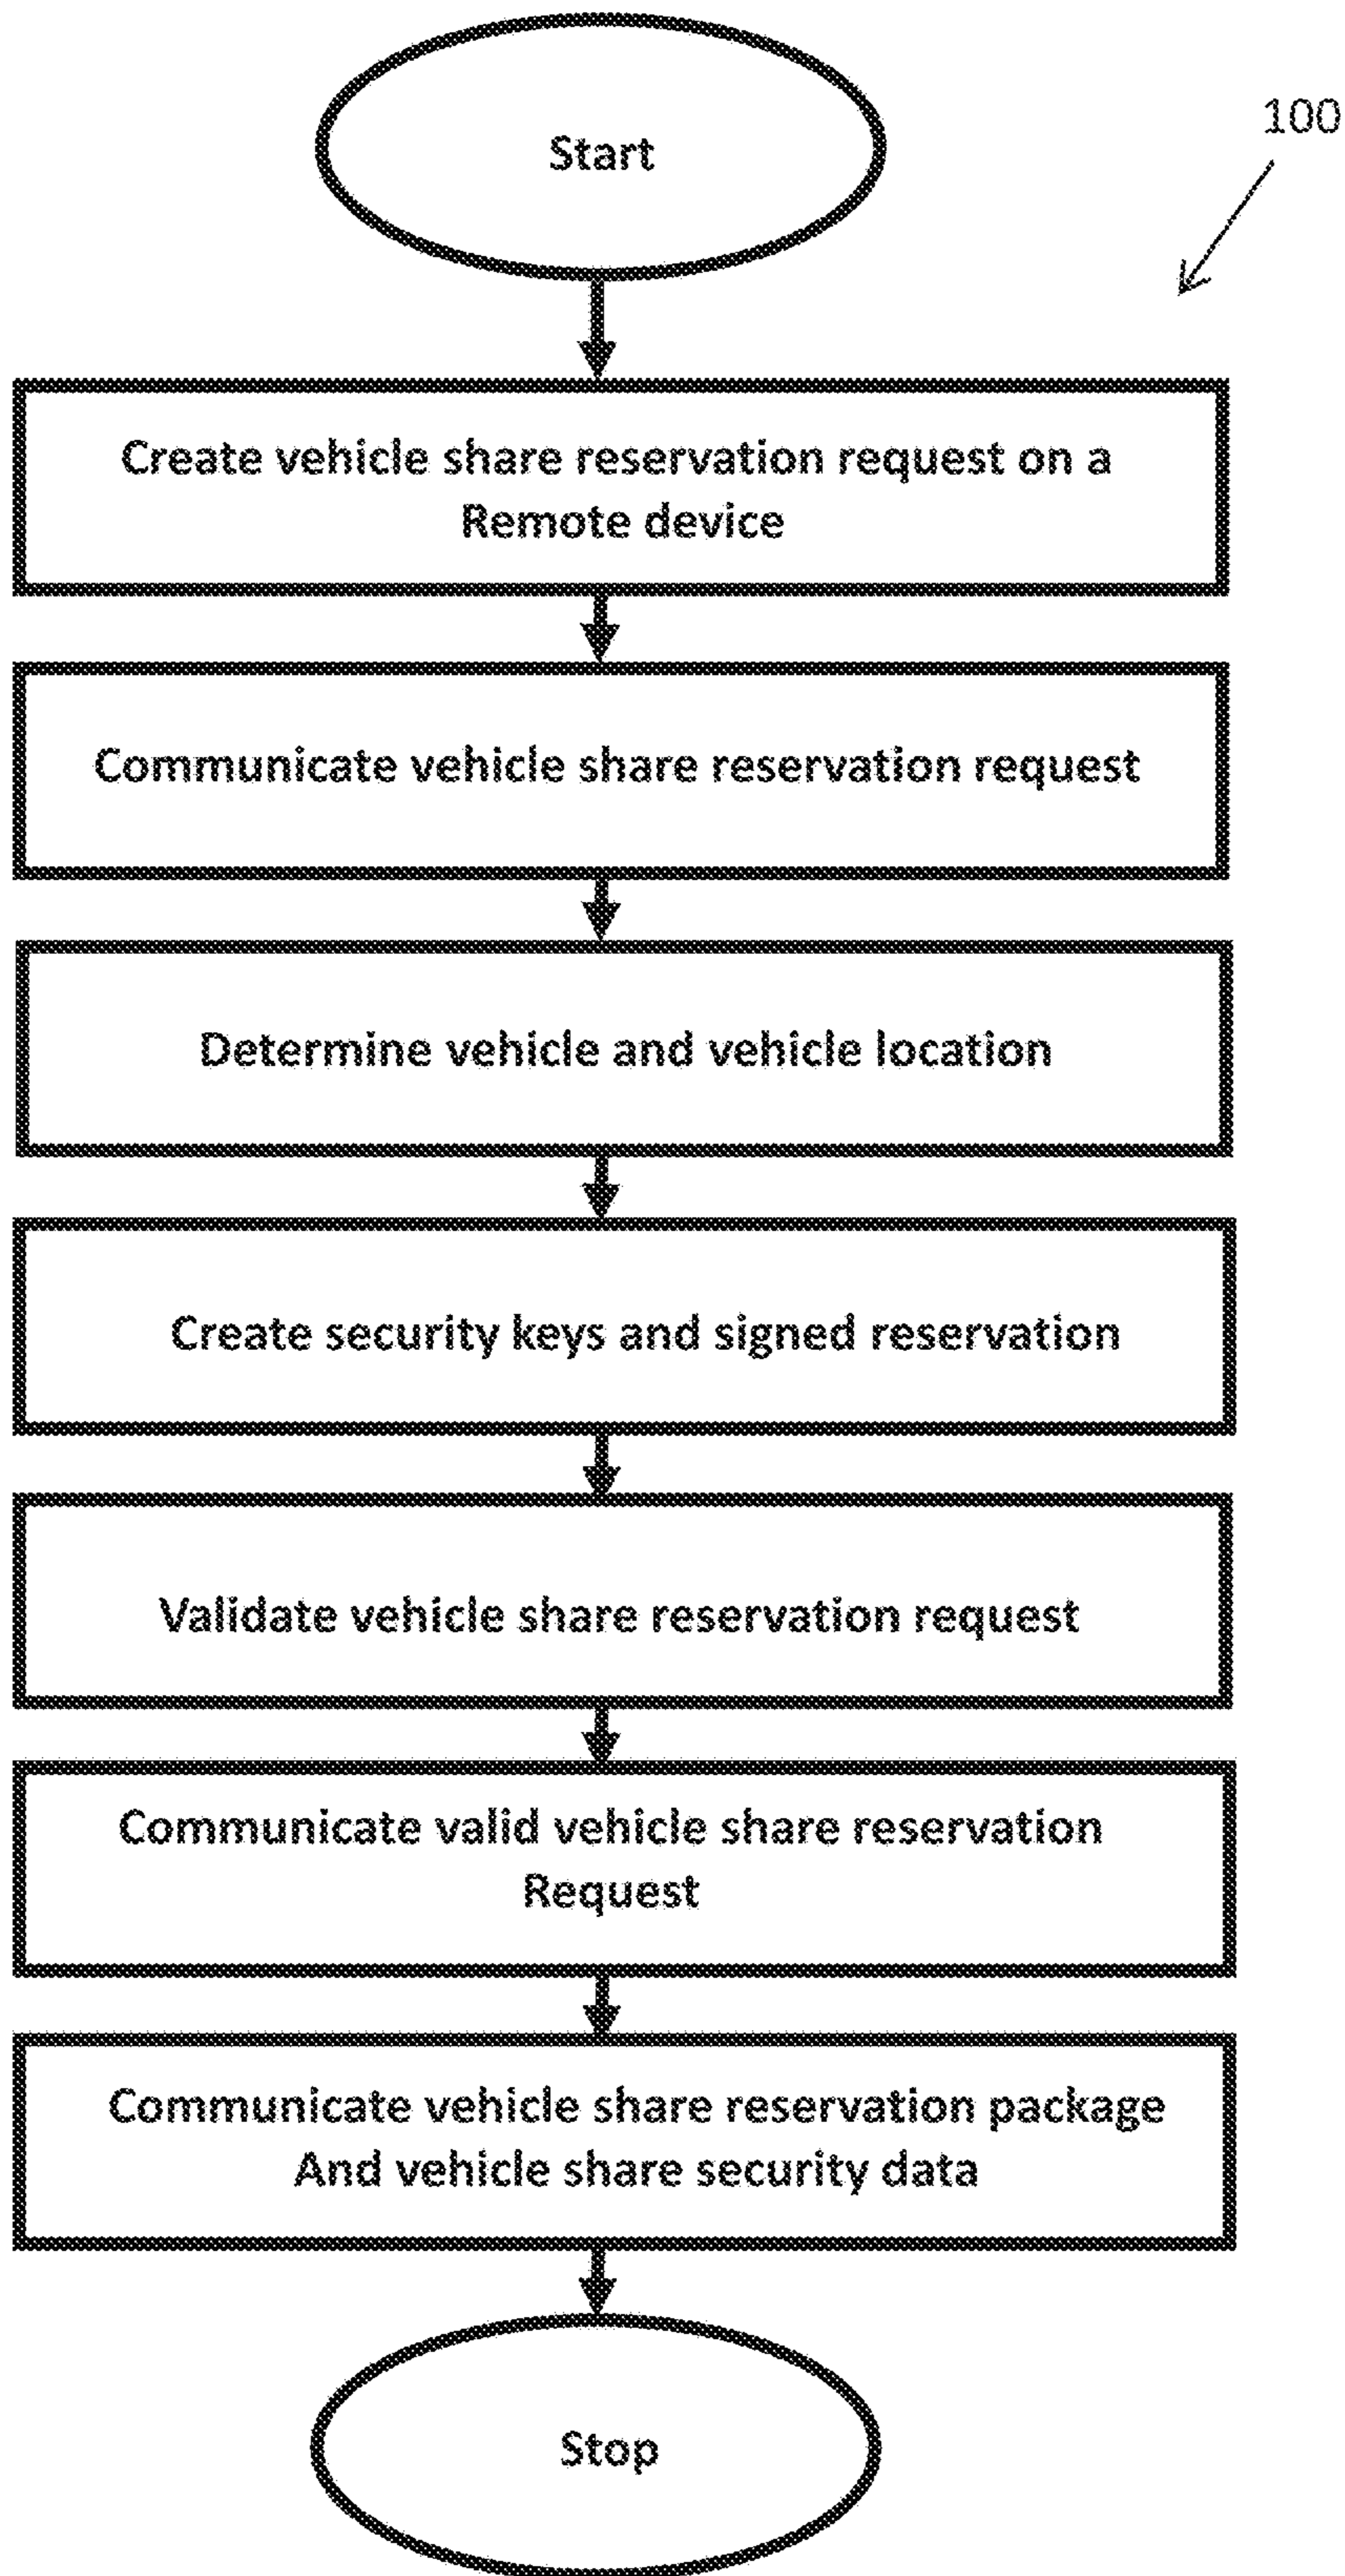 Start
100
Create vehicle share reservation request on a
Remote device
Communicate vehicle share reservation request
Determine vehicle and vehicle location
Create security keys and signed reservation
Validate vehicle share reservation request
Communicate valid vehicle share reservation
Request
Communicate vehicle share reservation package
And vehicle share security data
Stop